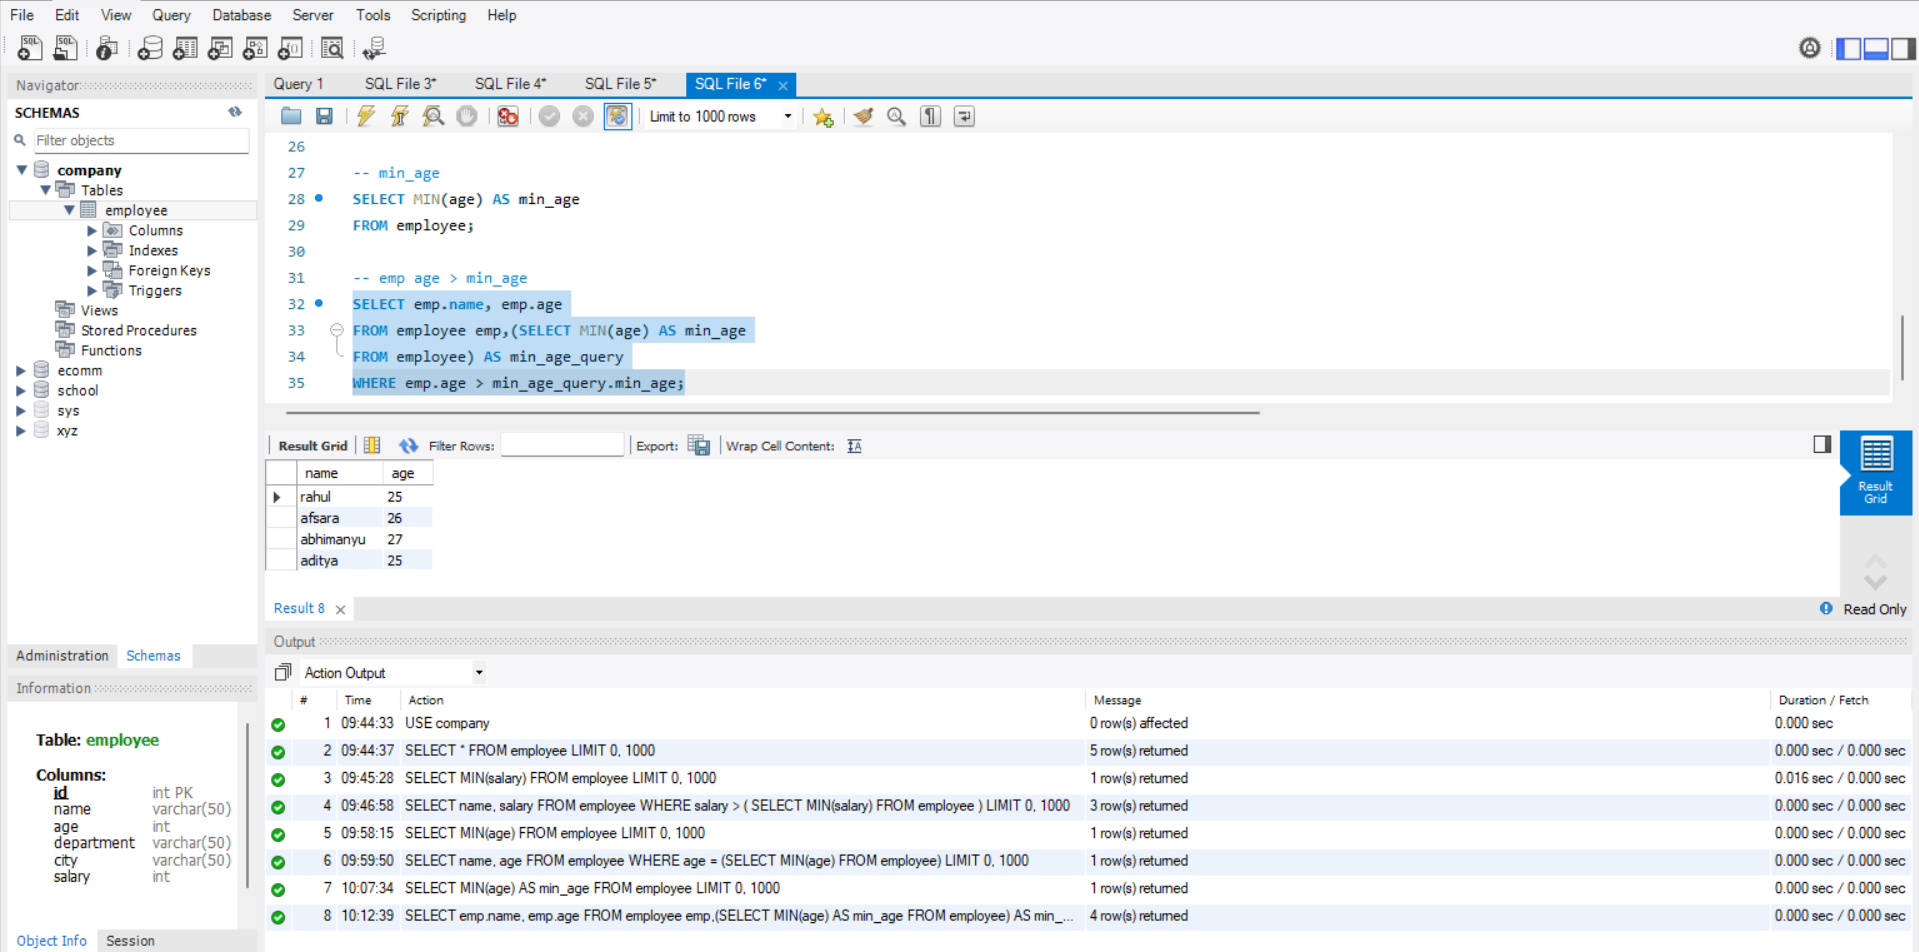 File Edit View Query Database Server Tools Scripting Help
Navigator
SCHEMAS
Filter objects
company
Tables
employee
Columns
Indexes
Foreign Keys
Triggers
Views
Stored Procedures
Functions
ecomm
school
sys
xyz
Administration Schemas
Information
Table: employee
Columns:
id int PK
name varchar(50)
age int
department varchar(50)
city varchar(50)
salary int
Object Info Session
Query 1 SQL File 3* SQL File 4* SQL File 5* SQL File 6*
Limit to 1000 rows
26
27 -- min_age
28 SELECT MIN(age) AS min_age
29 FROM employee;
30
31 -- emp age > min_age
32 SELECT emp.name, emp.age
33 FROM employee emp,(SELECT MIN(age) AS min_age
34 FROM employee) AS min_age_query
35 WHERE emp.age > min_age_query.min_age;
Result Grid Filter Rows: Export: Wrap Cell Content:
name age
rahul 25
afsara 26
abhimanyu 27
aditya 25
Result Grid
Result 8 Read Only
Output
Action Output
# Time Action Message Duration / Fetch
1 09:44:33 USE company 0 row(s) affected 0.000 sec
2 09:44:37 SELECT * FROM employee LIMIT 0, 1000 5 row(s) returned 0.000 sec / 0.000 sec
3 09:45:28 SELECT MIN(salary) FROM employee LIMIT 0, 1000 1 row(s) returned 0.016 sec / 0.000 sec
4 09:46:58 SELECT name, salary FROM employee WHERE salary > ( SELECT MIN(salary) FROM employee ) LIMIT 0, 1000 3 row(s) returned 0.000 sec / 0.000 sec
5 09:58:15 SELECT MIN(age) FROM employee LIMIT 0, 1000 1 row(s) returned 0.000 sec / 0.000 sec
6 09:59:50 SELECT name, age FROM employee WHERE age = (SELECT MIN(age) FROM employee) LIMIT 0, 1000 1 row(s) returned 0.000 sec / 0.000 sec
7 10:07:34 SELECT MIN(age) AS min_age FROM employee LIMIT 0, 1000 1 row(s) returned 0.000 sec / 0.000 sec
8 10:12:39 SELECT emp.name, emp.age FROM employee emp,(SELECT MIN(age) AS min_age FROM employee) AS min_... 4 row(s) returned 0.000 sec / 0.000 sec